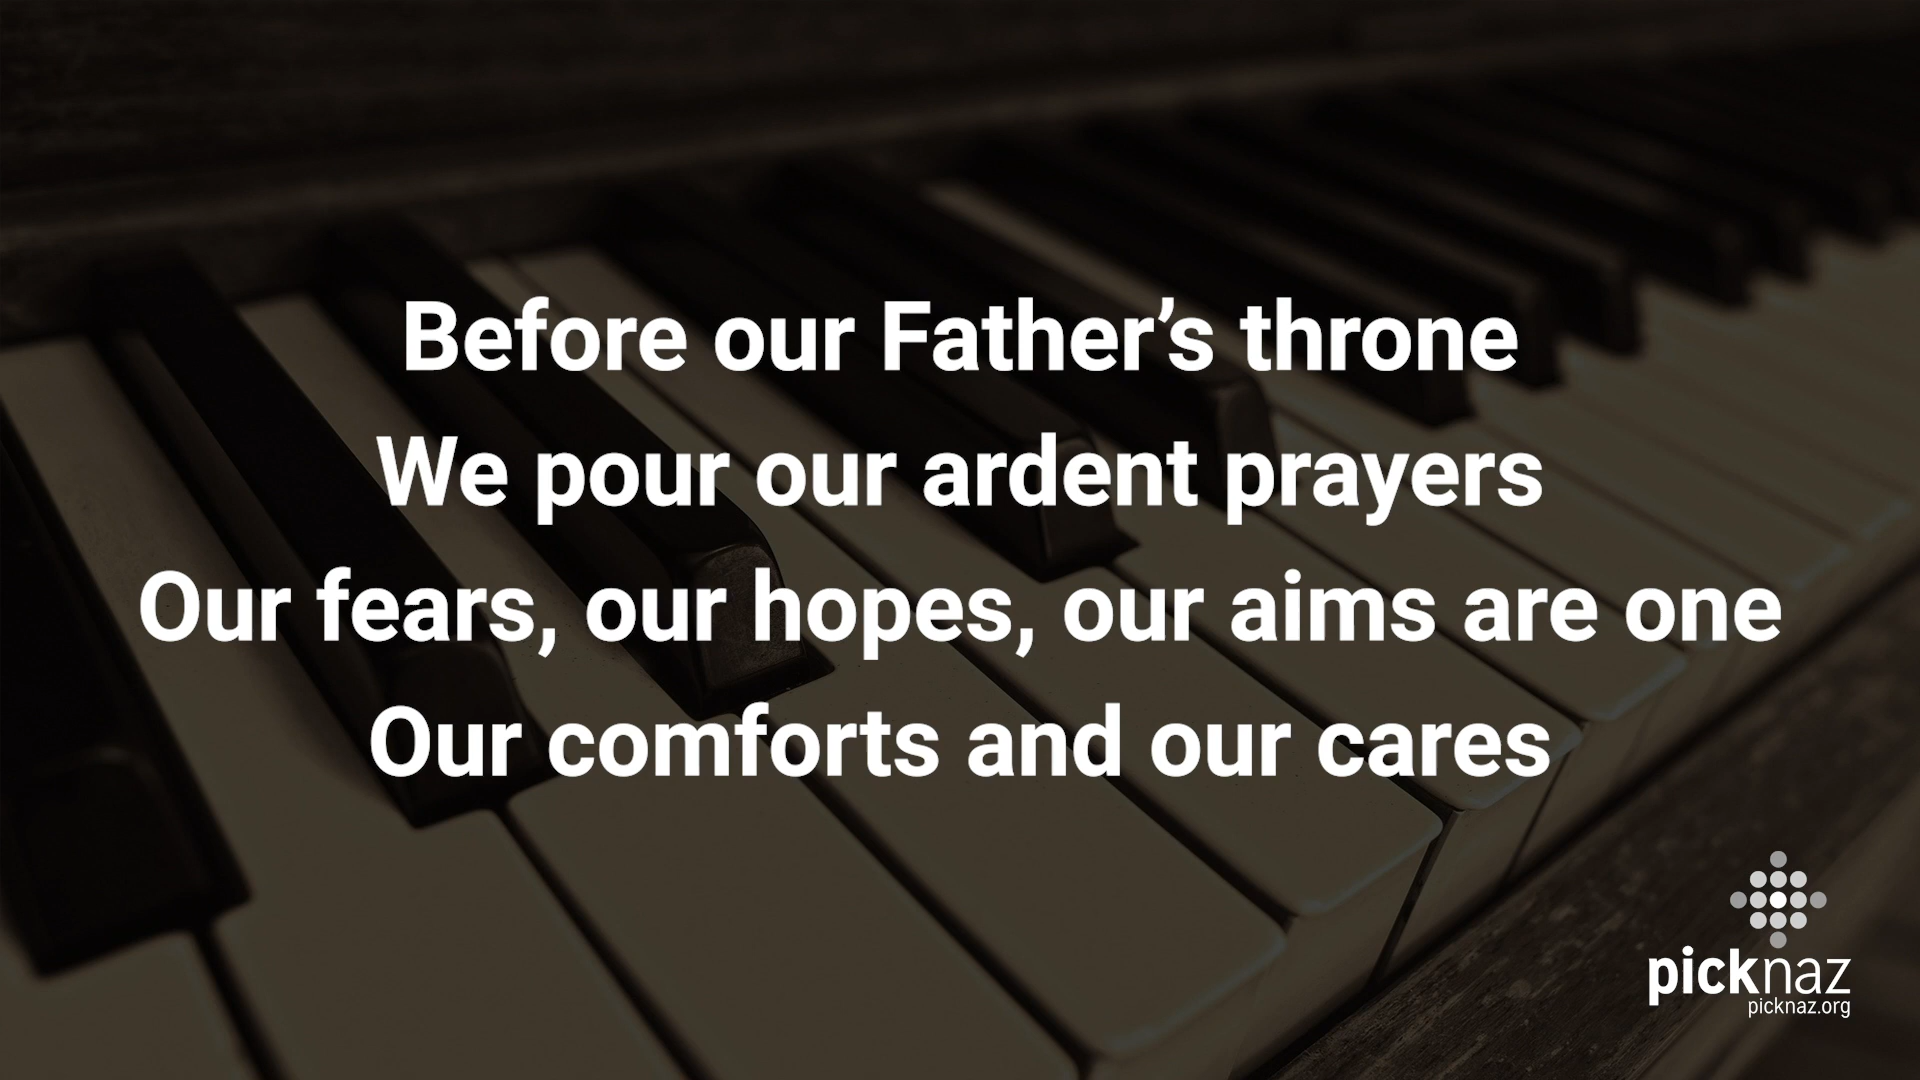 Before our Father’s throne
We pour our ardent prayers
Our fears, our hopes, our aims are one
Our comforts and our cares
picknaz
picknaz.org